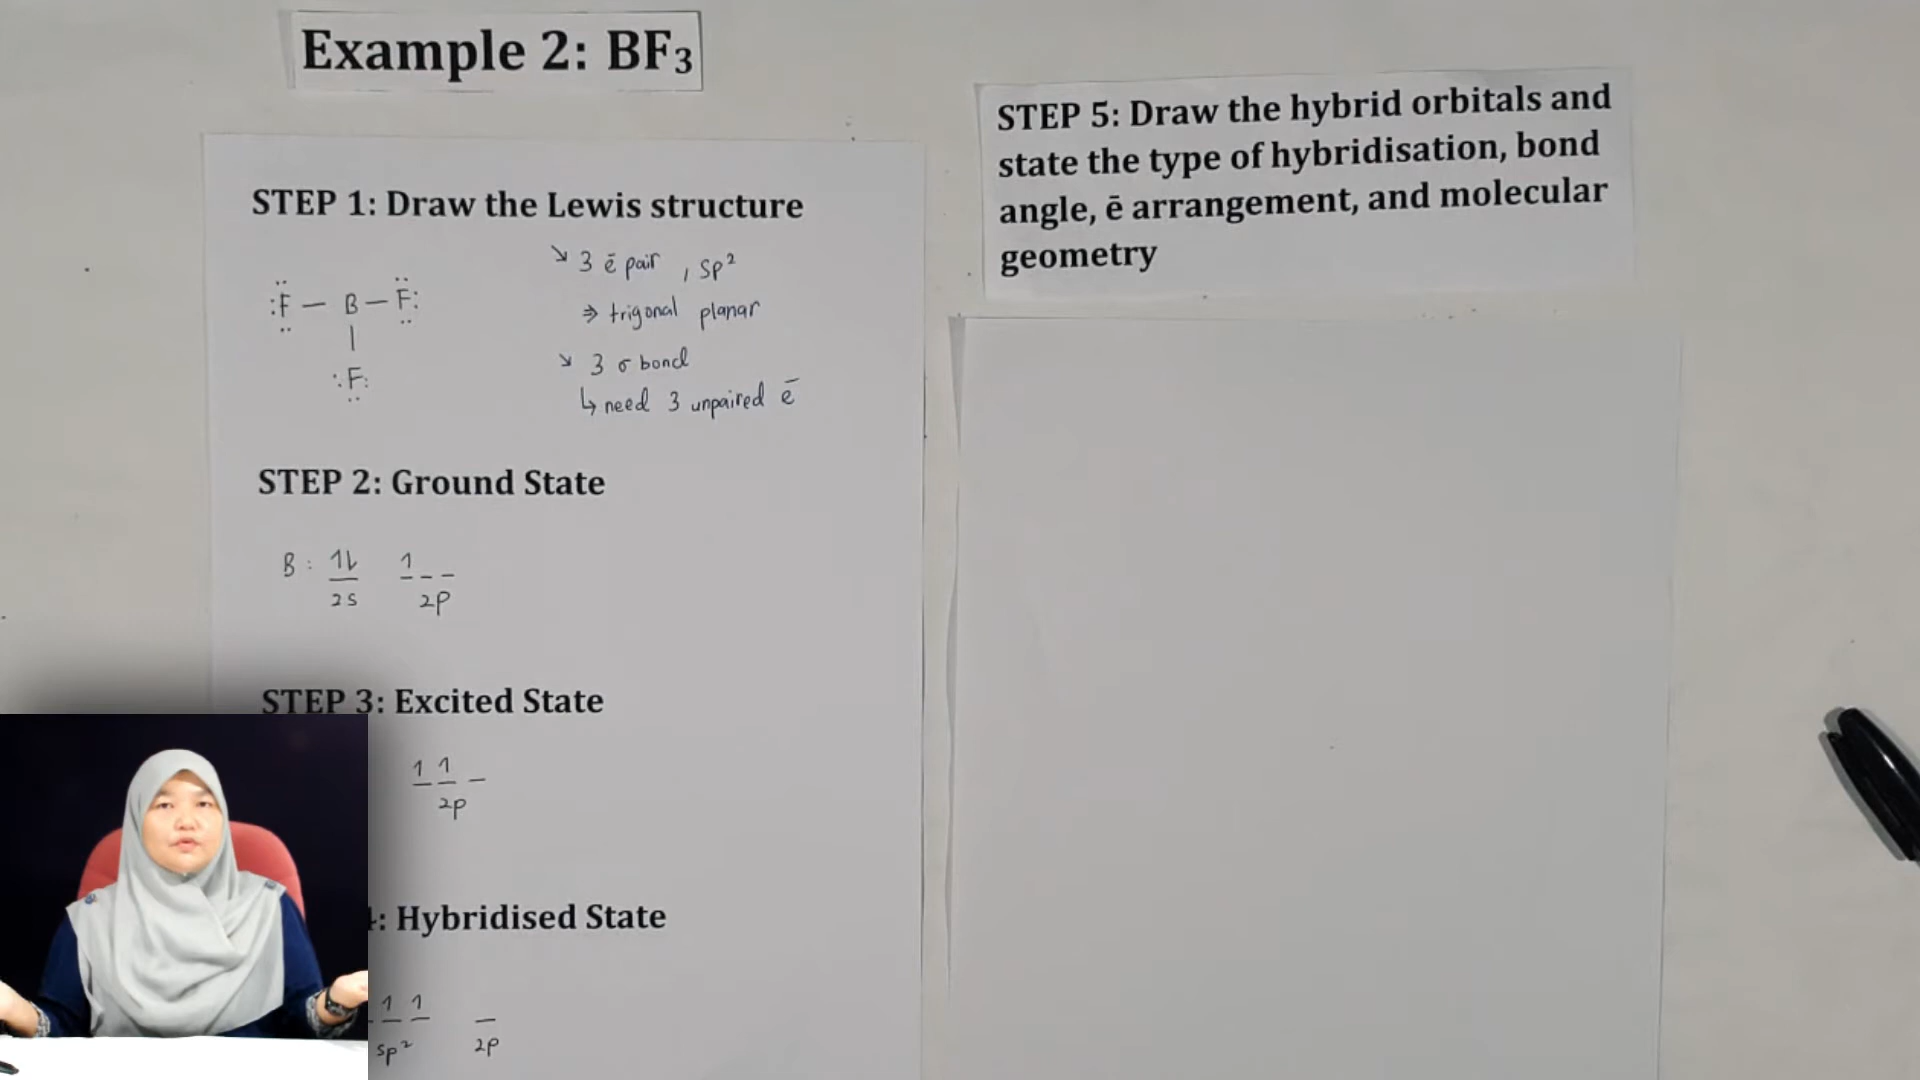 Example 2: BF₃
STEP 1: Draw the Lewis structure
:F̤̈ — B — F̤̈:
|
:F̤:
↘ 3 ē pair , sp²
⇒ trigonal planar
↘ 3 σ bond
↳ need 3 unpaired ē
STEP 2: Ground State
B : 1l 1 _ _
2s 2p
STEP 3: Excited State
1 1 _
2p
4: Hybridised State
1 1 _
sp² 2p
STEP 5: Draw the hybrid orbitals and
state the type of hybridisation, bond
angle, ē arrangement, and molecular
geometry